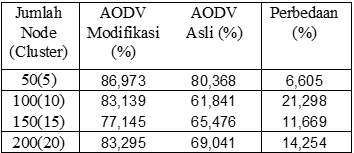 Jumlah Node (Cluster) AODV Modifikasi (%) AODV Asli (%) Perbedaan (%)
50(5) 86,973 80,368 6,605
100(10) 83,139 61,841 21,298
150(15) 77,145 65,476 11,669
200(20) 83,295 69,041 14,254